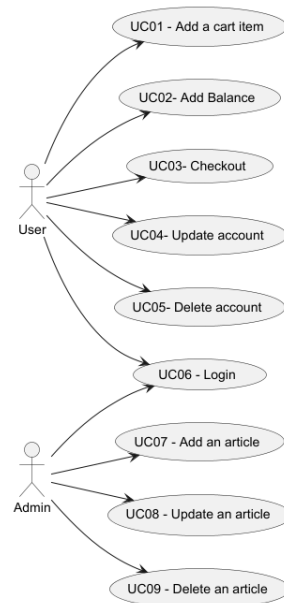 UC01 - Add a cart item
UC02- Add Balance
UC03- Checkout
User
UC04- Update account
UC05- Delete account
UC06 - Login
UC07 - Add an article
Admin
UC08 - Update an article
UC09 - Delete an article